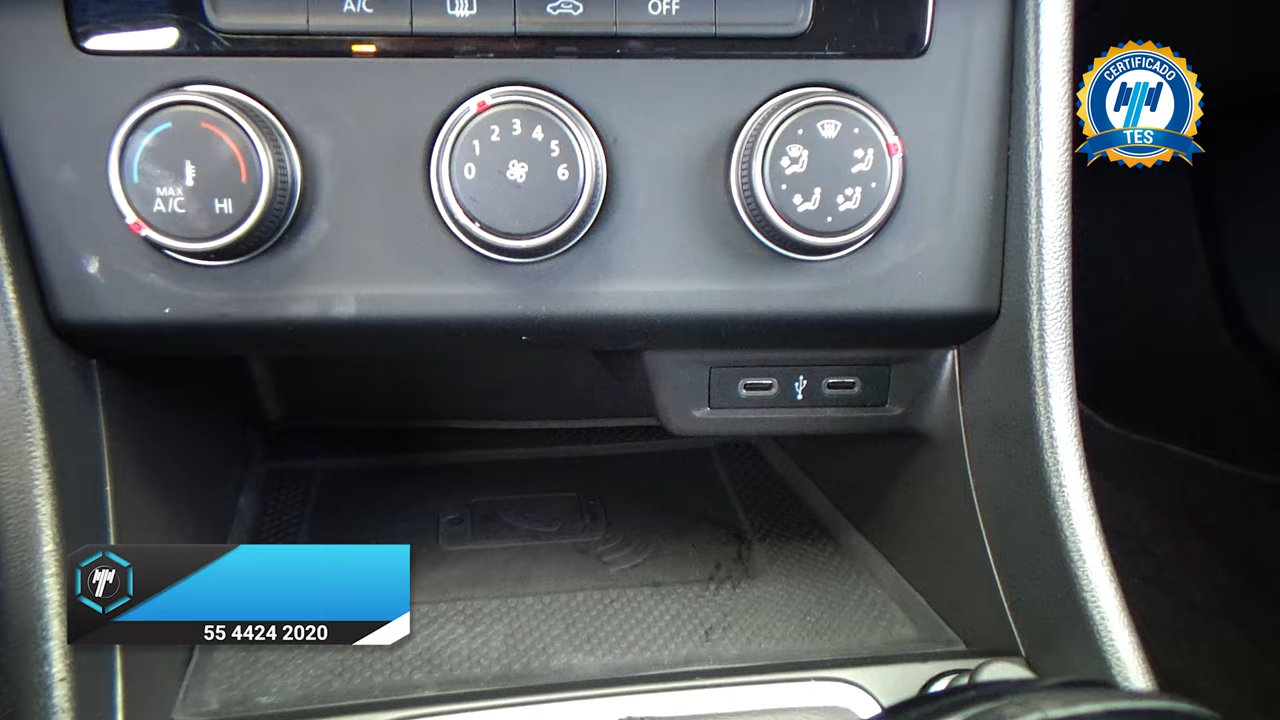 A/C
OFF
CERTIFICADO
TES
0 1 2 3 4 5 6
MAX
A/C HI
55 4424 2020